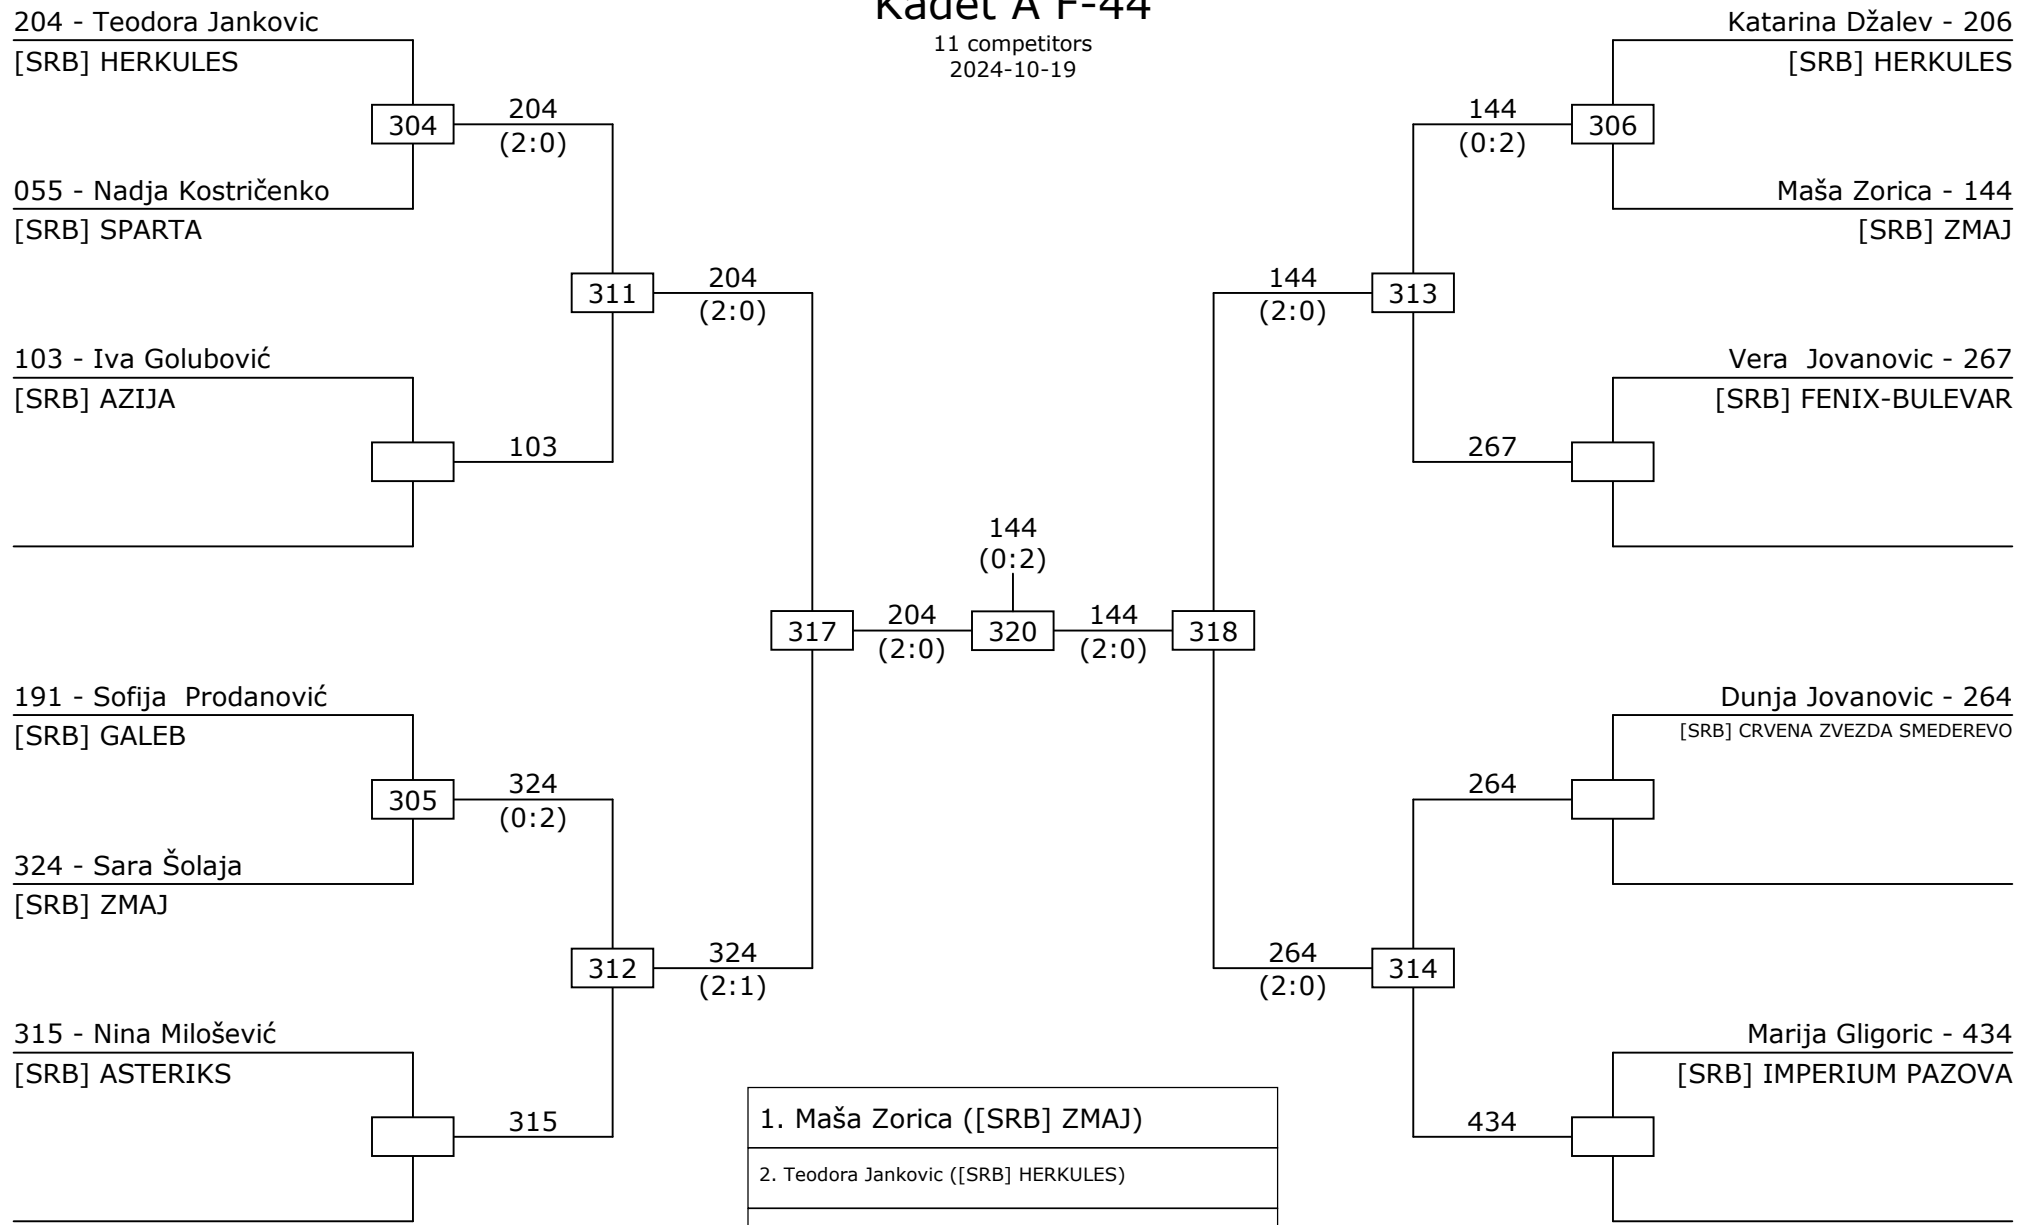 Kadet A F-44
11 competitors
2024-10-19
204 - Teodora Jankovic
[SRB] HERKULES
304
204
(2:0)
055 - Nadja Kostričenko
[SRB] SPARTA
311
204
(2:0)
103 - Iva Golubović
[SRB] AZIJA
103
191 - Sofija  Prodanović
[SRB] GALEB
305
324
(0:2)
324 - Sara Šolaja
[SRB] ZMAJ
312
324
(2:1)
315 - Nina Milošević
[SRB] ASTERIKS
315
317
204
(2:0)
144
(0:2)
320
144
(2:0)
318
Katarina Džalev - 206
[SRB] HERKULES
144
(0:2)
306
Maša Zorica - 144
[SRB] ZMAJ
144
(2:0)
313
Vera  Jovanovic - 267
[SRB] FENIX-BULEVAR
267
Dunja Jovanovic - 264
[SRB] CRVENA ZVEZDA SMEDEREVO
264
264
(2:0)
314
Marija Gligoric - 434
[SRB] IMPERIUM PAZOVA
434
1. Maša Zorica ([SRB] ZMAJ)
2. Teodora Jankovic ([SRB] HERKULES)